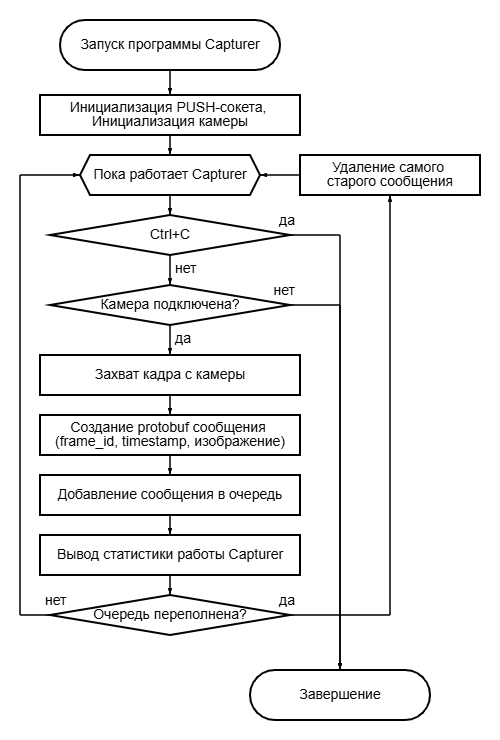 Запуск программы Capturer
Инициализация PUSH-сокета,
Инициализация камеры
Пока работает Capturer
Удаление самого
старого сообщения
да
Ctrl+C
нет
нет
Камера подключена?
да
Захват кадра с камеры
Создание protobuf сообщения
(frame_id, timestamp, изображение)
Добавление сообщения в очередь
Вывод статистики работы Capturer
нет
да
Очередь переполнена?
Завершение